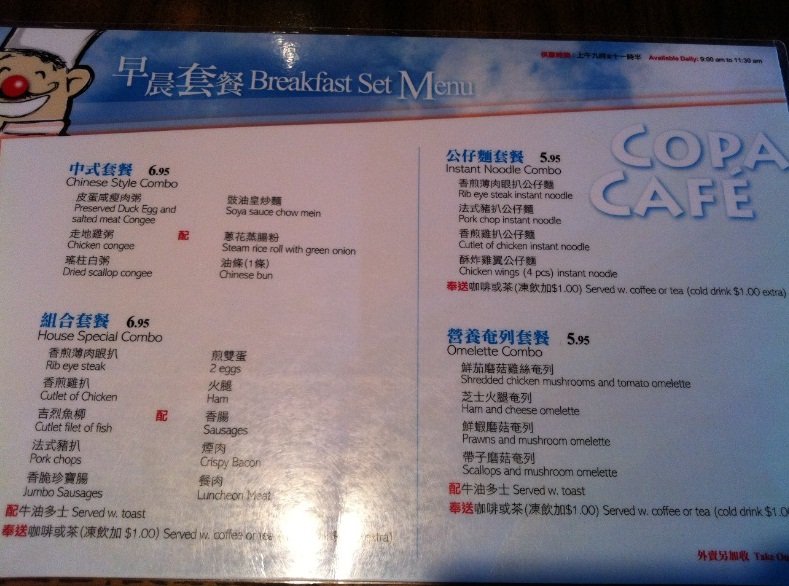 早晨套餐 Breakfast Set Menu
供應時間：上午九時至十一時半 Available Daily: 9:00 am to 11:30 am
COPA
CAFÉ
中式套餐 6.95
Chinese Style Combo
皮蛋咸瘦肉粥
Preserved Duck Egg and
salted meat Congee
走地雞粥
Chicken congee
瑤柱白粥
Dried scallop congee
配
豉油皇炒麵
Soya sauce chow mein
蔥花蒸腸粉
Steam rice roll with green onion
油條(1條)
Chinese bun
組合套餐 6.95
House Special Combo
香煎薄肉眼扒
Rib eye steak
香煎雞扒
Cutlet of Chicken
吉烈魚柳
Cutlet filet of fish
法式豬扒
Pork chops
香脆珍寶腸
Jumbo Sausages
配
煎雙蛋
2 eggs
火腿
Ham
香腸
Sausages
煙肉
Crispy Bacon
餐肉
Luncheon Meat
配牛油多士 Served w. toast
奉送咖啡或茶(凍飲加 $1.00) Served w. coffee or tea extra)
公仔麵套餐 5.95
Instant Noodle Combo
香煎薄肉眼扒公仔麵
Rib eye steak instant noodle
法式豬扒公仔麵
Pork chop instant noodle
香煎雞扒公仔麵
Cutlet of chicken instant noodle
酥炸雞翼公仔麵
Chicken wings (4 pcs) instant noodle
奉送咖啡或茶(凍飲加$1.00) Served w. coffee or tea (cold drink $1.00 extra)
營養奄列套餐 5.95
Omelette Combo
鮮茄蘑菇雞絲奄列
Shredded chicken mushrooms and tomato omelette
芝士火腿奄列
Ham and cheese omelette
鮮蝦蘑菇奄列
Prawns and mushroom omelette
帶子蘑菇奄列
Scallops and mushroom omelette
配牛油多士 Served w. toast
奉送咖啡或茶(凍飲加 $1.00) Served w. coffee or tea (cold drink $1.0
外賣另加收 Take